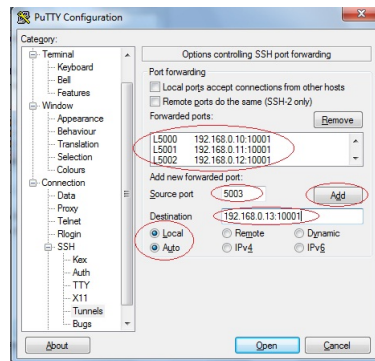 PuTTY Configuration
Category:
Terminal
Keyboard
Bell
Features
Window
Appearance
Behaviour
Translation
Selection
Colours
Connection
Data
Proxy
Telnet
Rlogin
SSH
Kex
Auth
TTY
X11
Tunnels
Bugs
Options controlling SSH port forwarding
Port forwarding
Local ports accept connections from other hosts
Remote ports do the same (SSH-2 only)
Forwarded ports:
Remove
L5000 192.168.0.10:10001
L5001 192.168.0.11:10001
L5002 192.168.0.12:10001
Add new forwarded port:
Source port 5003 Add
Destination 192.168.0.13:10001
Local Remote Dynamic
Auto IPv4 IPv6
About Open Cancel